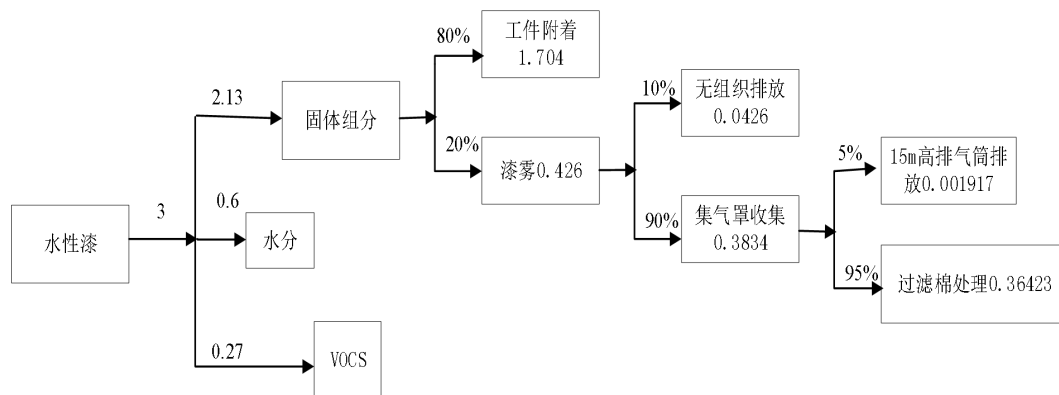 水性漆
3
2.13
固体组分
80%
工件附着
1.704
20%
漆雾0.426
10%
无组织排放
0.0426
90%
集气罩收集
0.3834
5%
15m高排气筒排
放0.001917
95%
过滤棉处理0.36423
0.6
水分
0.27
VOCS